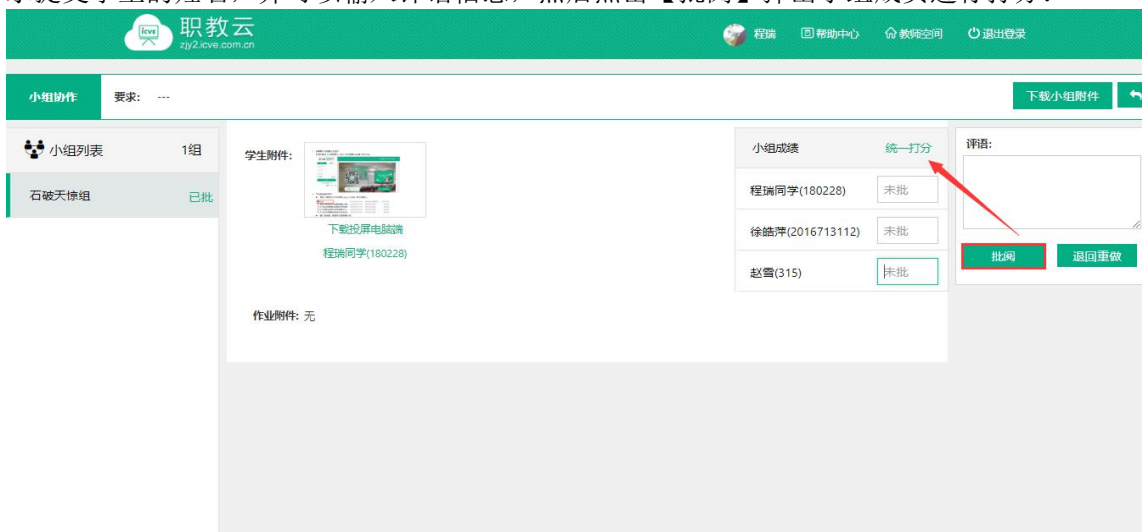 职教云
zjy2.icve.com.cn
icve
程瑞 帮助中心 教师空间 退出登录
小组协作 要求: ---
下载小组附件
小组列表 1组
石破天惊组 已批
学生附件:
下载投屏电脑端
程瑞同学(180228)
作业附件: 无
小组成绩 统一打分
程瑞同学(180228) 未批
徐皓萍(2016713112) 未批
赵雪(315) 未批
评语:
批阅 退回重做